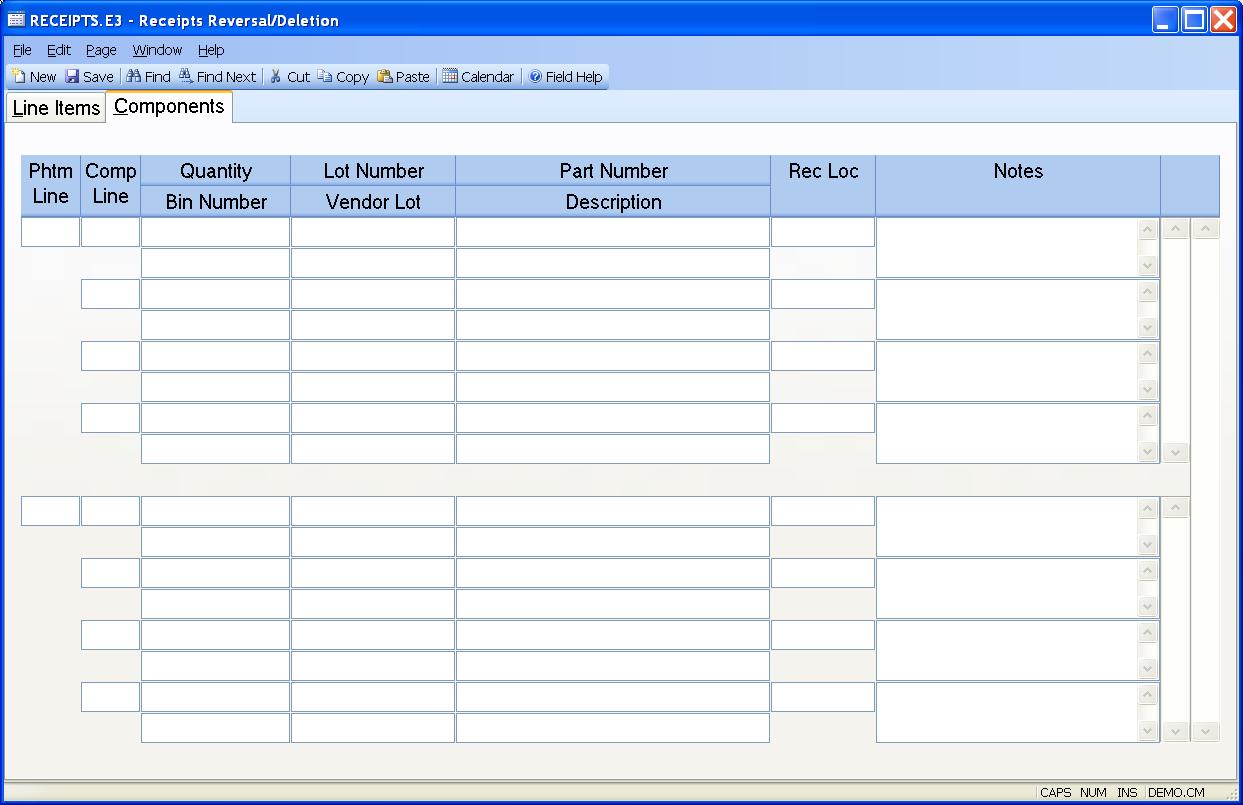 RECEIPTS.E3 - Receipts Reversal/Deletion
File Edit Page Window Help
New Save Find Find Next Cut Copy Paste Calendar Field Help
Line Items Components
Phtm Line Comp Line Quantity Lot Number Part Number Rec Loc Notes
Bin Number Vendor Lot Description
CAPS NUM INS DEMO.CM